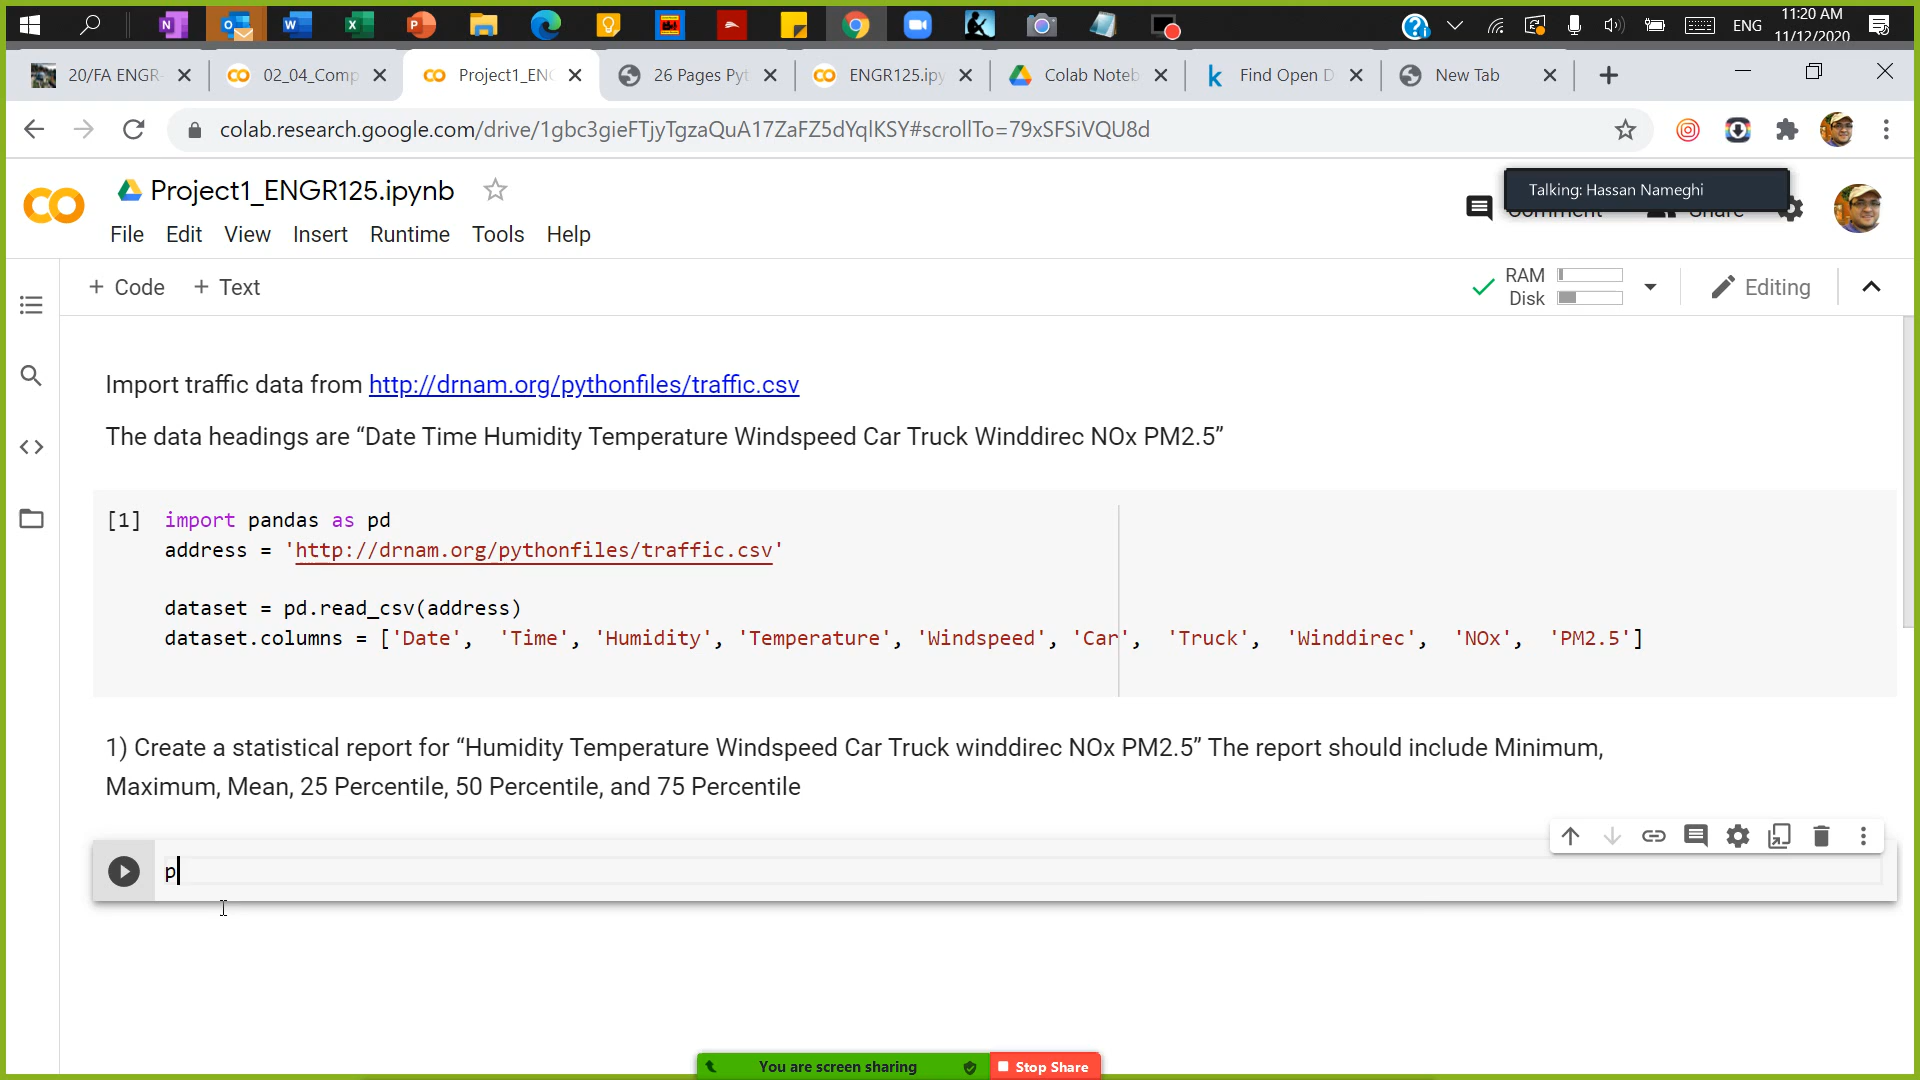 ENG
11:20 AM
11/12/2020
20/FA ENGR-
02_04_Comp
Project1_ENG
26 Pages Pyt
ENGR125.ipy
Colab Noteb
Find Open D
New Tab
colab.research.google.com/drive/1gbc3gieFTjyTgzaQuA17ZaFZ5dYqlKSY#scrollTo=79xSFSiVQU8d
Project1_ENGR125.ipynb
Talking: Hassan Nameghi
Comment
Share
File Edit View Insert Runtime Tools Help
+ Code + Text
RAM
Disk
Editing
Import traffic data from http://drnam.org/pythonfiles/traffic.csv
The data headings are “Date Time Humidity Temperature Windspeed Car Truck Winddirec NOx PM2.5”
[1] import pandas as pd
address = 'http://drnam.org/pythonfiles/traffic.csv'
dataset = pd.read_csv(address)
dataset.columns = ['Date', 'Time', 'Humidity', 'Temperature', 'Windspeed', 'Car', 'Truck', 'Winddirec', 'NOx', 'PM2.5']
1) Create a statistical report for “Humidity Temperature Windspeed Car Truck winddirec NOx PM2.5” The report should include Minimum,
Maximum, Mean, 25 Percentile, 50 Percentile, and 75 Percentile
p
You are screen sharing
Stop Share